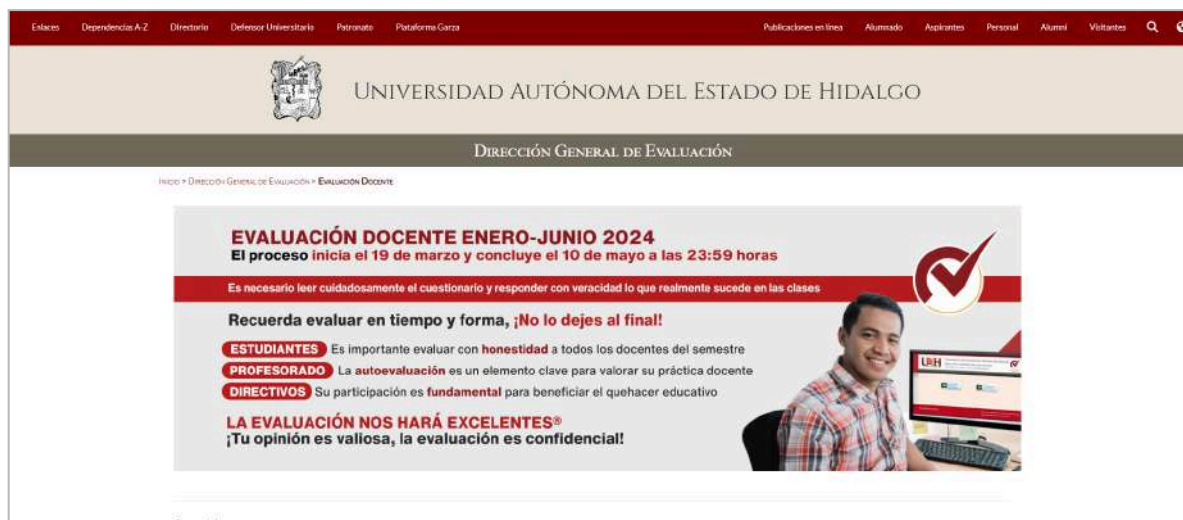 Enlaces Dependencias A-Z Directorio Defensor Universitario Patronato Plataforma Garza Publicaciones en línea Alumnado Aspirantes Personal Alumni Visitantes
Universidad Autónoma del Estado de Hidalgo
Dirección General de Evaluación
Inicio > Dirección General de Evaluación > Evaluación Docente
EVALUACIÓN DOCENTE ENERO-JUNIO 2024
El proceso inicia el 19 de marzo y concluye el 10 de mayo a las 23:59 horas
Es necesario leer cuidadosamente el cuestionario y responder con veracidad lo que realmente sucede en las clases
Recuerda evaluar en tiempo y forma, ¡No lo dejes al final!
ESTUDIANTES Es importante evaluar con honestidad a todos los docentes del semestre
PROFESORADO La autoevaluación es un elemento clave para valorar su práctica docente
DIRECTIVOS Su participación es fundamental para beneficiar el quehacer educativo
LA EVALUACIÓN NOS HARÁ EXCELENTES®
¡Tu opinión es valiosa, la evaluación es confidencial!